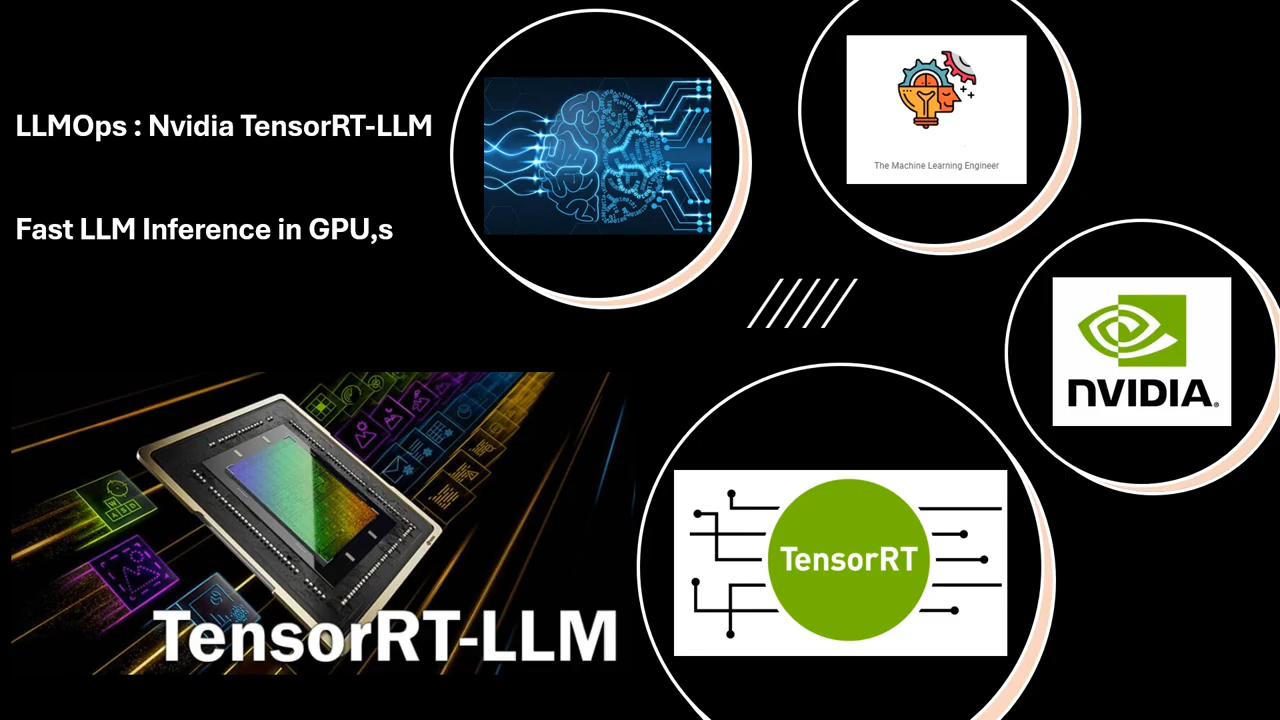 LLMOps : Nvidia TensorRT-LLM
Fast LLM Inference in GPU,s
The Machine Learning Engineer
NVIDIA.
TensorRT
TensorRT-LLM